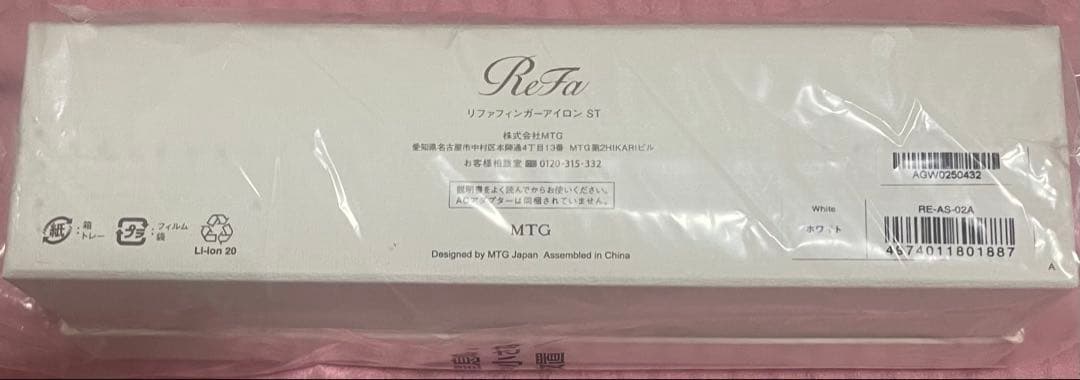 ReFa
リファフィンガーアイロン ST
株式会社MTG
愛知県名古屋市中村区本陣通4丁目13番 MTG第2HIKARIビル
お客様相談室 0120-315-332
説明書をよく読んでからお使いください。
ACアダプターは同梱されていません。
MTG
Designed by MTG Japan Assembled in China
紙 : 箱 トレー
プラ : フィルム 袋
Li-ion 20
AGW0250432
White
ホワイト
RE-AS-02A
4574011801887
A